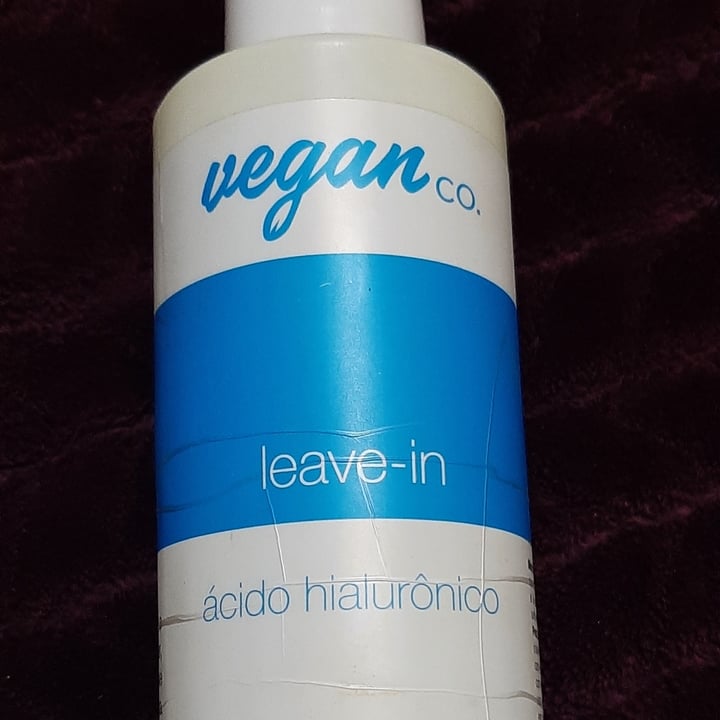 vegan co.
leave-in
ácido hialurônico